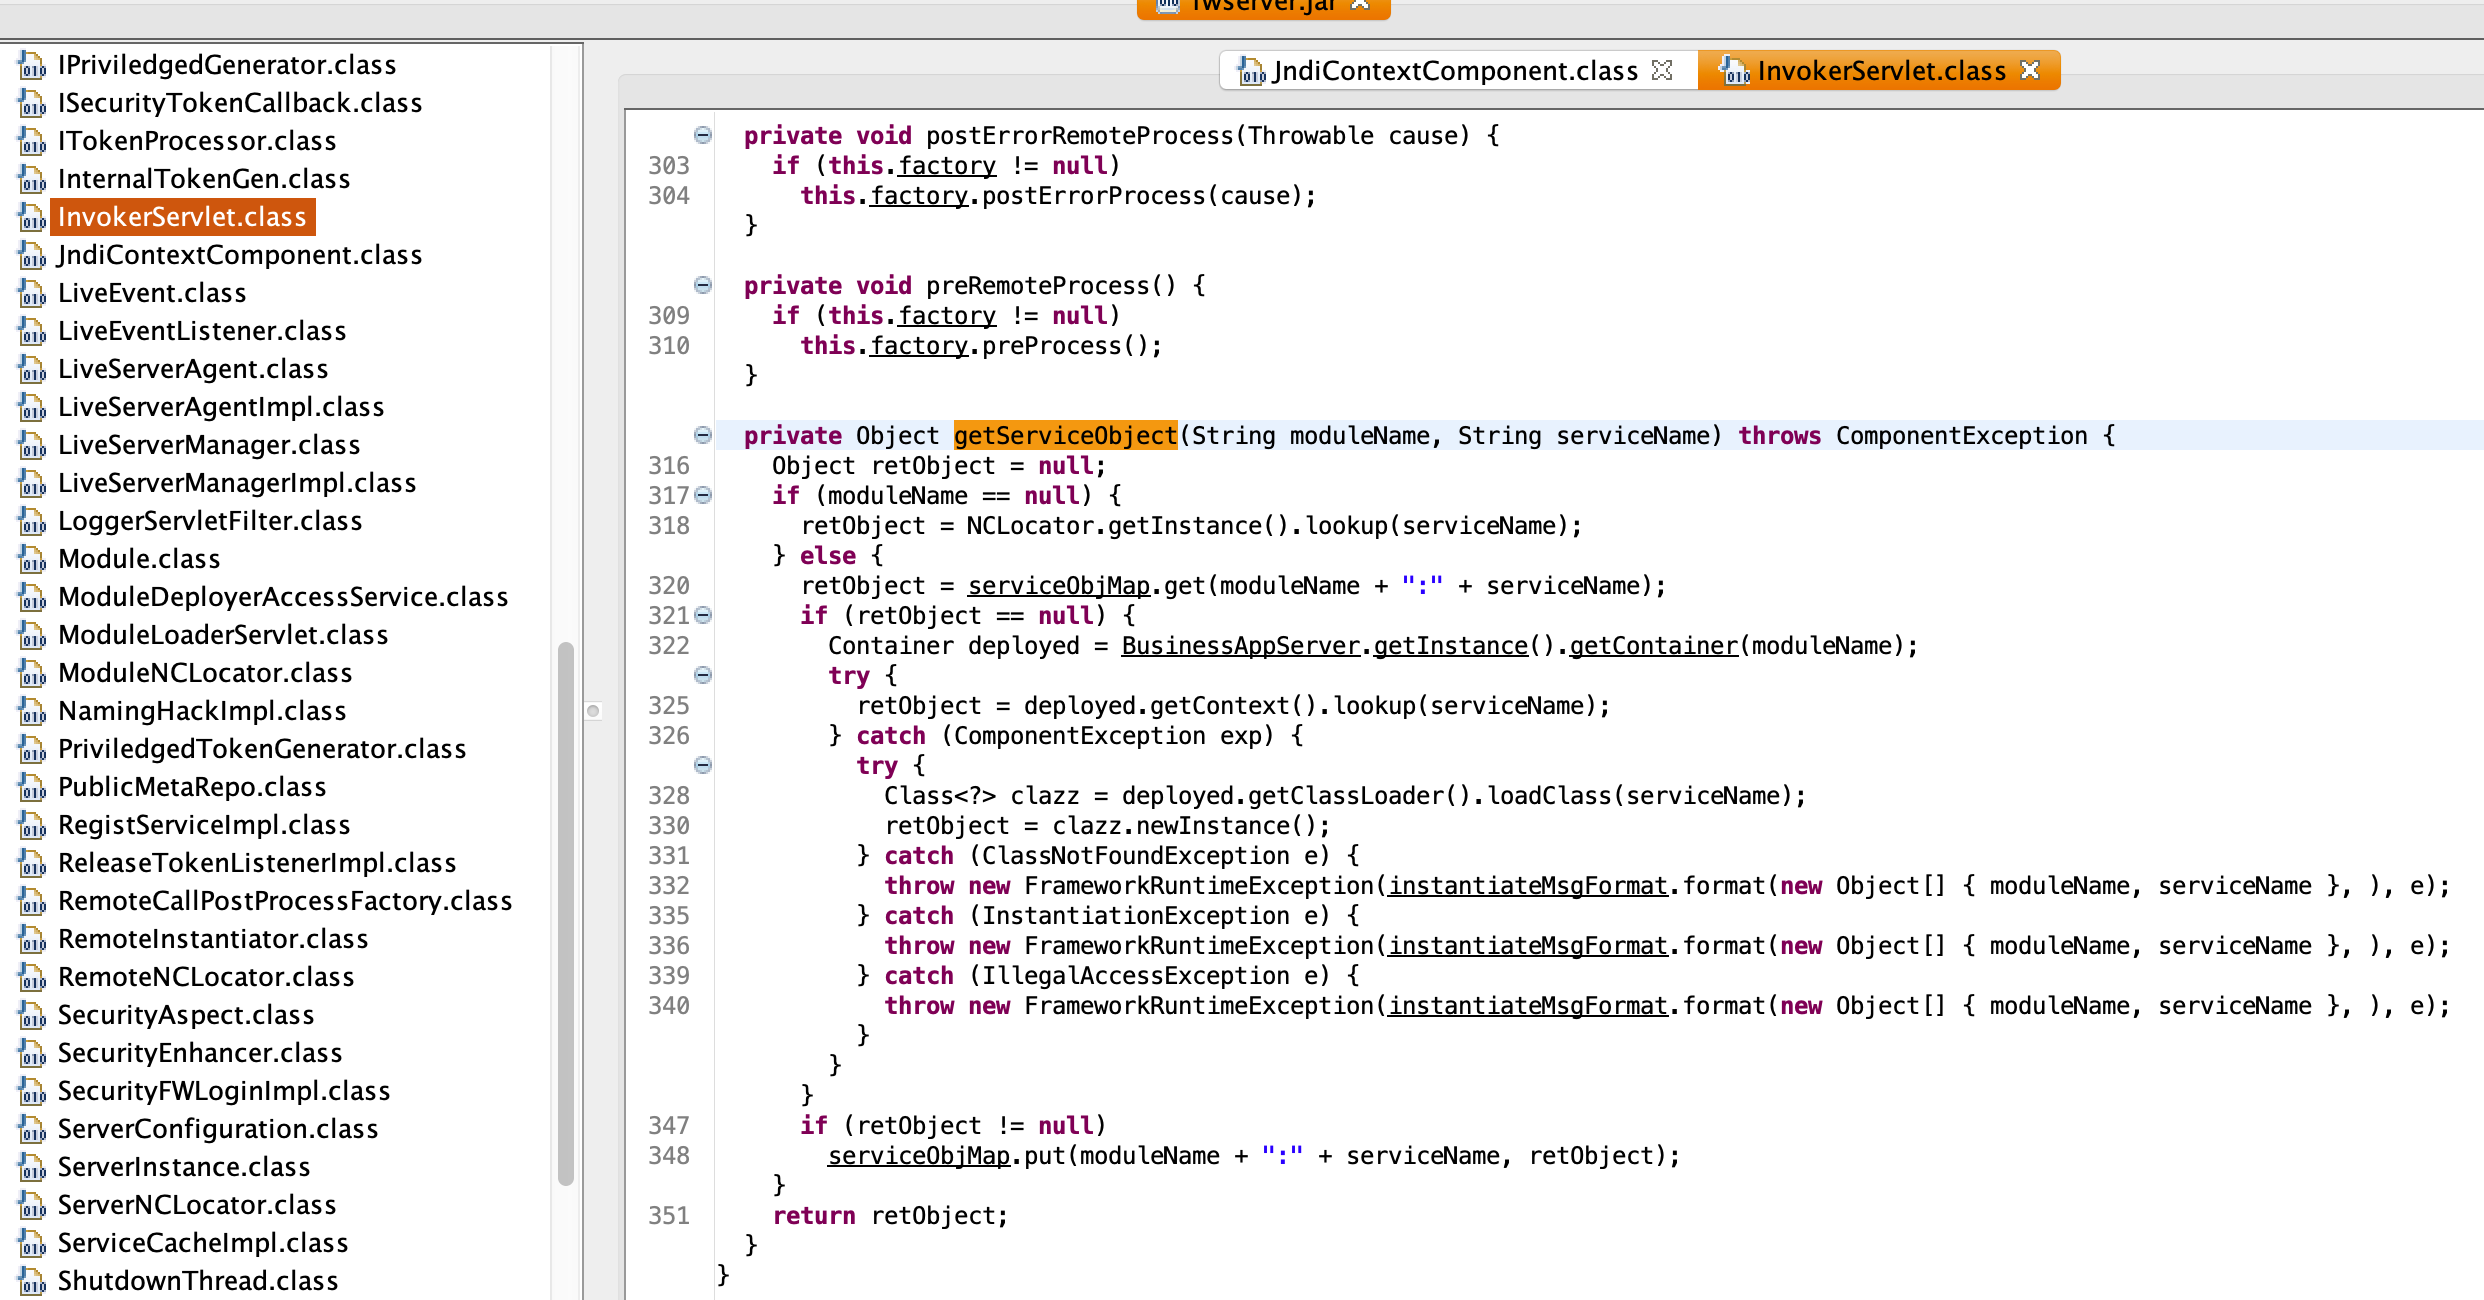 fwserver.jar
IPriviledgedGenerator.class
ISecurityTokenCallback.class
ITokenProcessor.class
InternalTokenGen.class
InvokerServlet.class
JndiContextComponent.class
LiveEvent.class
LiveEventListener.class
LiveServerAgent.class
LiveServerAgentImpl.class
LiveServerManager.class
LiveServerManagerImpl.class
LoggerServletFilter.class
Module.class
ModuleDeployerAccessService.class
ModuleLoaderServlet.class
ModuleNCLocator.class
NamingHackImpl.class
PriviledgedTokenGenerator.class
PublicMetaRepo.class
RegistServiceImpl.class
ReleaseTokenListenerImpl.class
RemoteCallPostProcessFactory.class
RemoteInstantiator.class
RemoteNCLocator.class
SecurityAspect.class
SecurityEnhancer.class
SecurityFWLoginImpl.class
ServerConfiguration.class
ServerInstance.class
ServerNCLocator.class
ServiceCacheImpl.class
ShutdownThread.class
JndiContextComponent.class
InvokerServlet.class
private void postErrorRemoteProcess(Throwable cause) {
303 if (this.factory != null)
304 this.factory.postErrorProcess(cause);
}
private void preRemoteProcess() {
309 if (this.factory != null)
310 this.factory.preProcess();
}
private Object getServiceObject(String moduleName, String serviceName) throws ComponentException {
316 Object retObject = null;
317 if (moduleName == null) {
318 retObject = NCLocator.getInstance().lookup(serviceName);
} else {
320 retObject = serviceObjMap.get(moduleName + ":" + serviceName);
321 if (retObject == null) {
322 Container deployed = BusinessAppServer.getInstance().getContainer(moduleName);
try {
325 retObject = deployed.getContext().lookup(serviceName);
326 } catch (ComponentException exp) {
try {
328 Class<?> clazz = deployed.getClassLoader().loadClass(serviceName);
330 retObject = clazz.newInstance();
331 } catch (ClassNotFoundException e) {
332 throw new FrameworkRuntimeException(instantiateMsgFormat.format(new Object[] { moduleName, serviceName }, ), e);
335 } catch (InstantiationException e) {
336 throw new FrameworkRuntimeException(instantiateMsgFormat.format(new Object[] { moduleName, serviceName }, ), e);
339 } catch (IllegalAccessException e) {
340 throw new FrameworkRuntimeException(instantiateMsgFormat.format(new Object[] { moduleName, serviceName }, ), e);
}
}
}
347 if (retObject != null)
348 serviceObjMap.put(moduleName + ":" + serviceName, retObject);
}
351 return retObject;
}
}